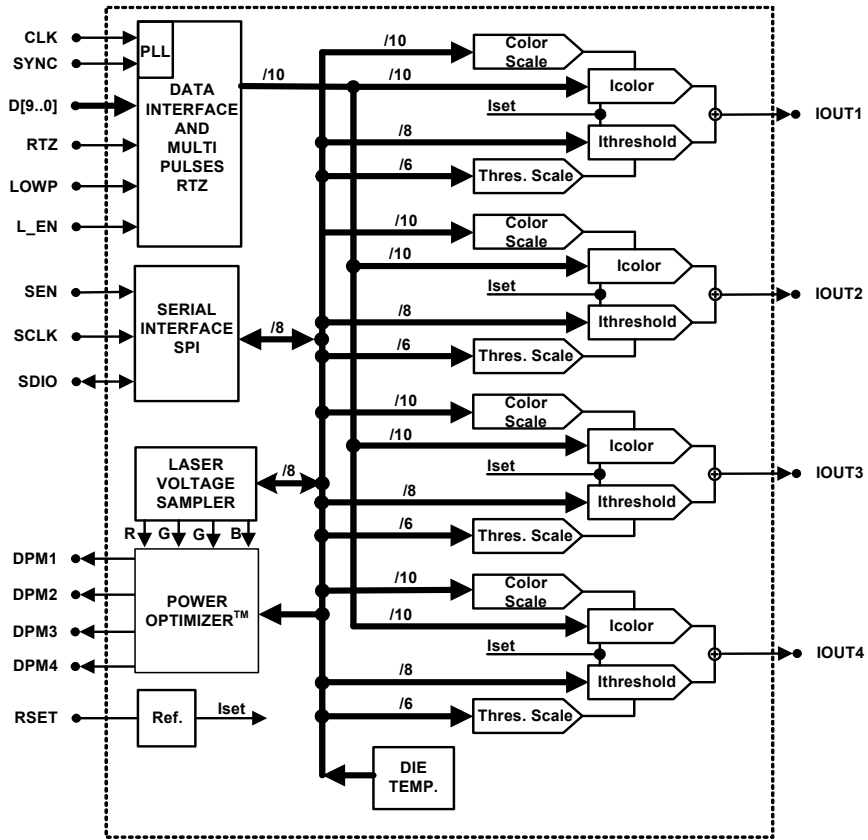 CLK
SYNC
D[9..0]
RTZ
LOWP
L_EN
PLL
DATA
INTERFACE
AND
MULTI
PULSES
RTZ
/10
SEN
SCLK
SDIO
SERIAL
INTERFACE
SPI
/8
LASER
VOLTAGE
SAMPLER
/8
R
G
G
B
DPM1
DPM2
DPM3
DPM4
POWER
OPTIMIZER™
RSET
Ref.
Iset
DIE
TEMP.
/10
Color
Scale
/10
Icolor
Iset
/8
Ithreshold
/6
Thres. Scale
IOUT1
/10
Color
Scale
/10
Icolor
Iset
/8
Ithreshold
/6
Thres. Scale
IOUT2
/10
Color
Scale
/10
Icolor
Iset
/8
Ithreshold
/6
Thres. Scale
IOUT3
/10
Color
Scale
/10
Icolor
Iset
/8
Ithreshold
/6
Thres. Scale
IOUT4